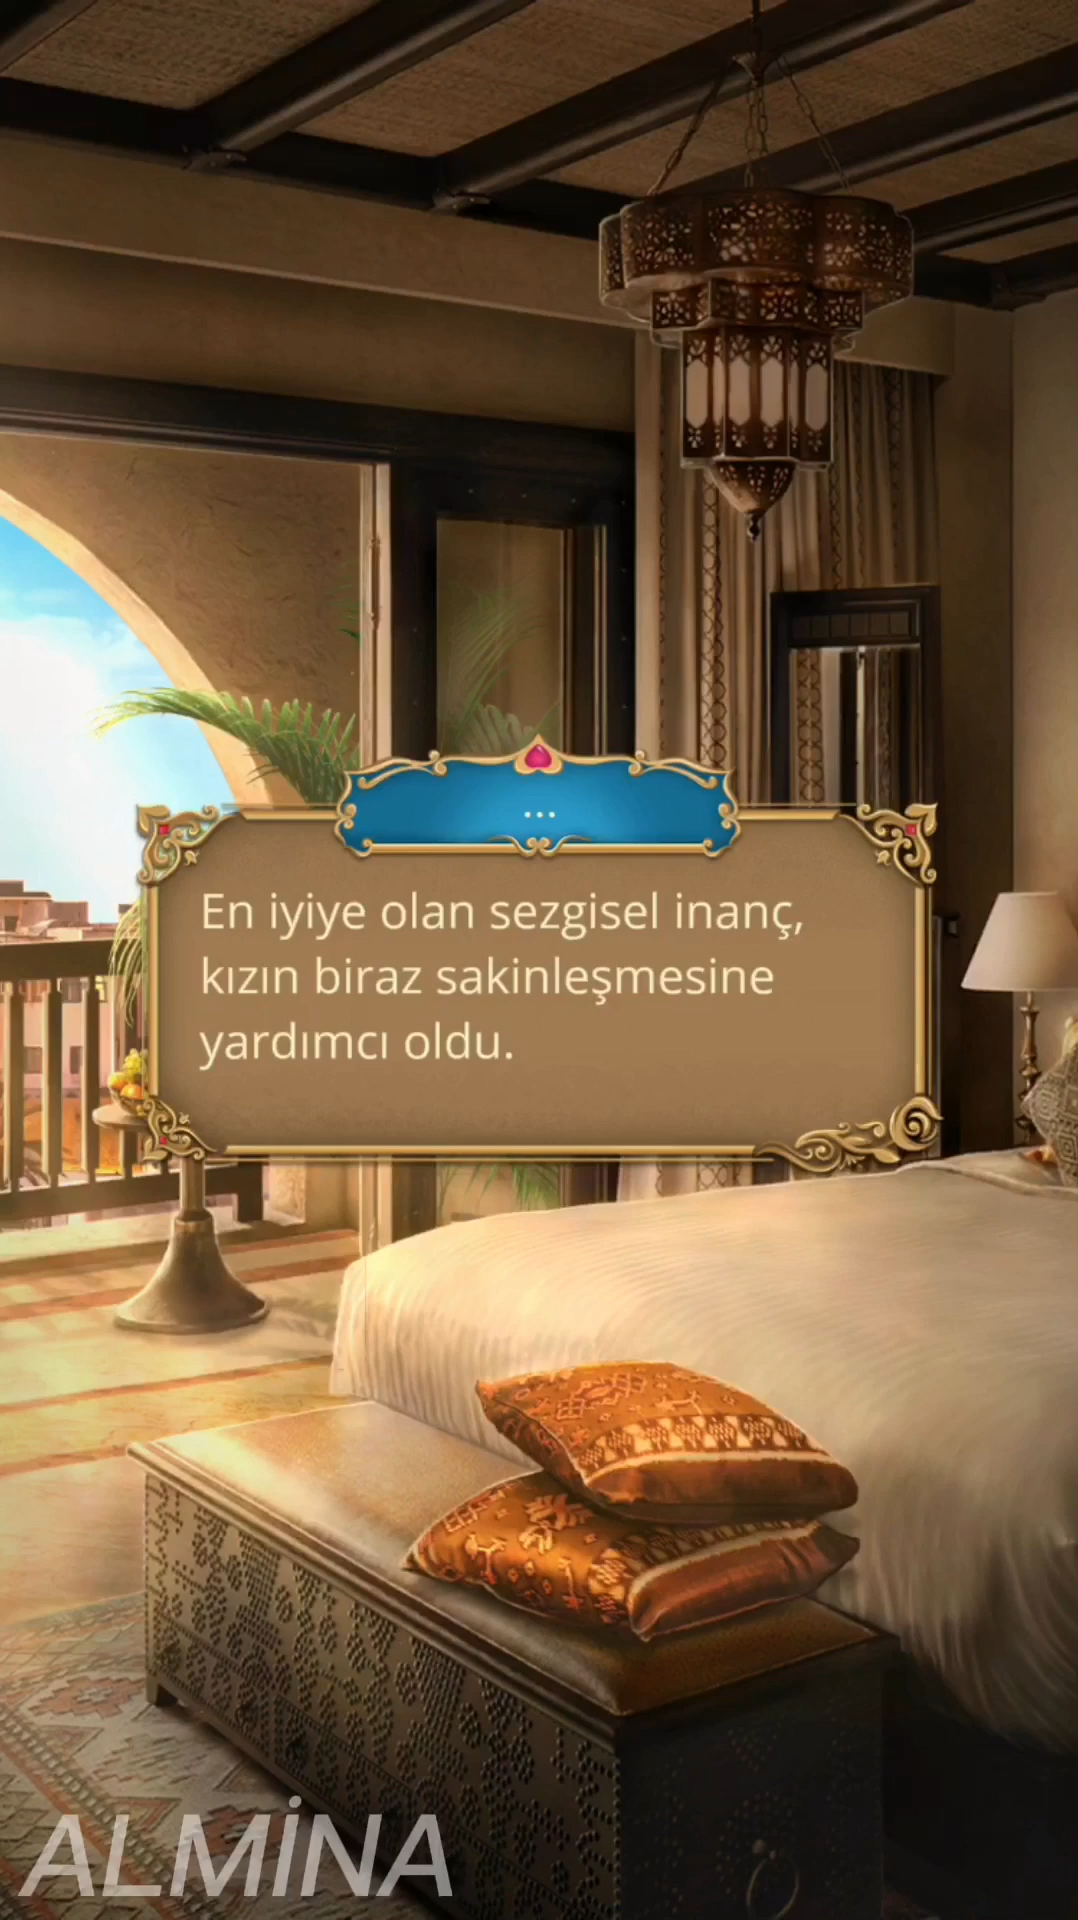 ...
En iyiye olan sezgisel inanç,
kızın biraz sakinleşmesine
yardımcı oldu.
ALMİNA